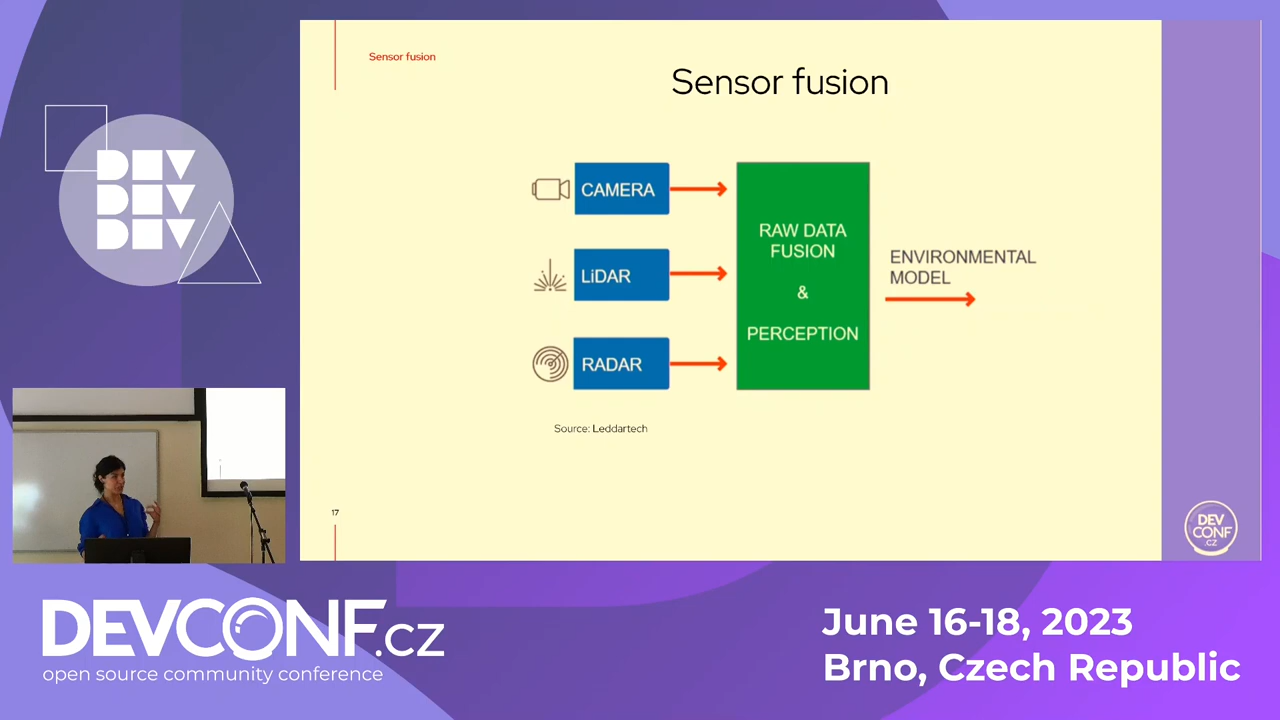 Sensor fusion
Sensor fusion
CAMERA
LiDAR
RADAR
RAW DATA
FUSION
&
PERCEPTION
ENVIRONMENTAL
MODEL
Source: Leddartech
17
DEV
CONF
.CZ
DEV
DEV
DEV
DEVCONF.cz
open source community conference
June 16-18, 2023
Brno, Czech Republic